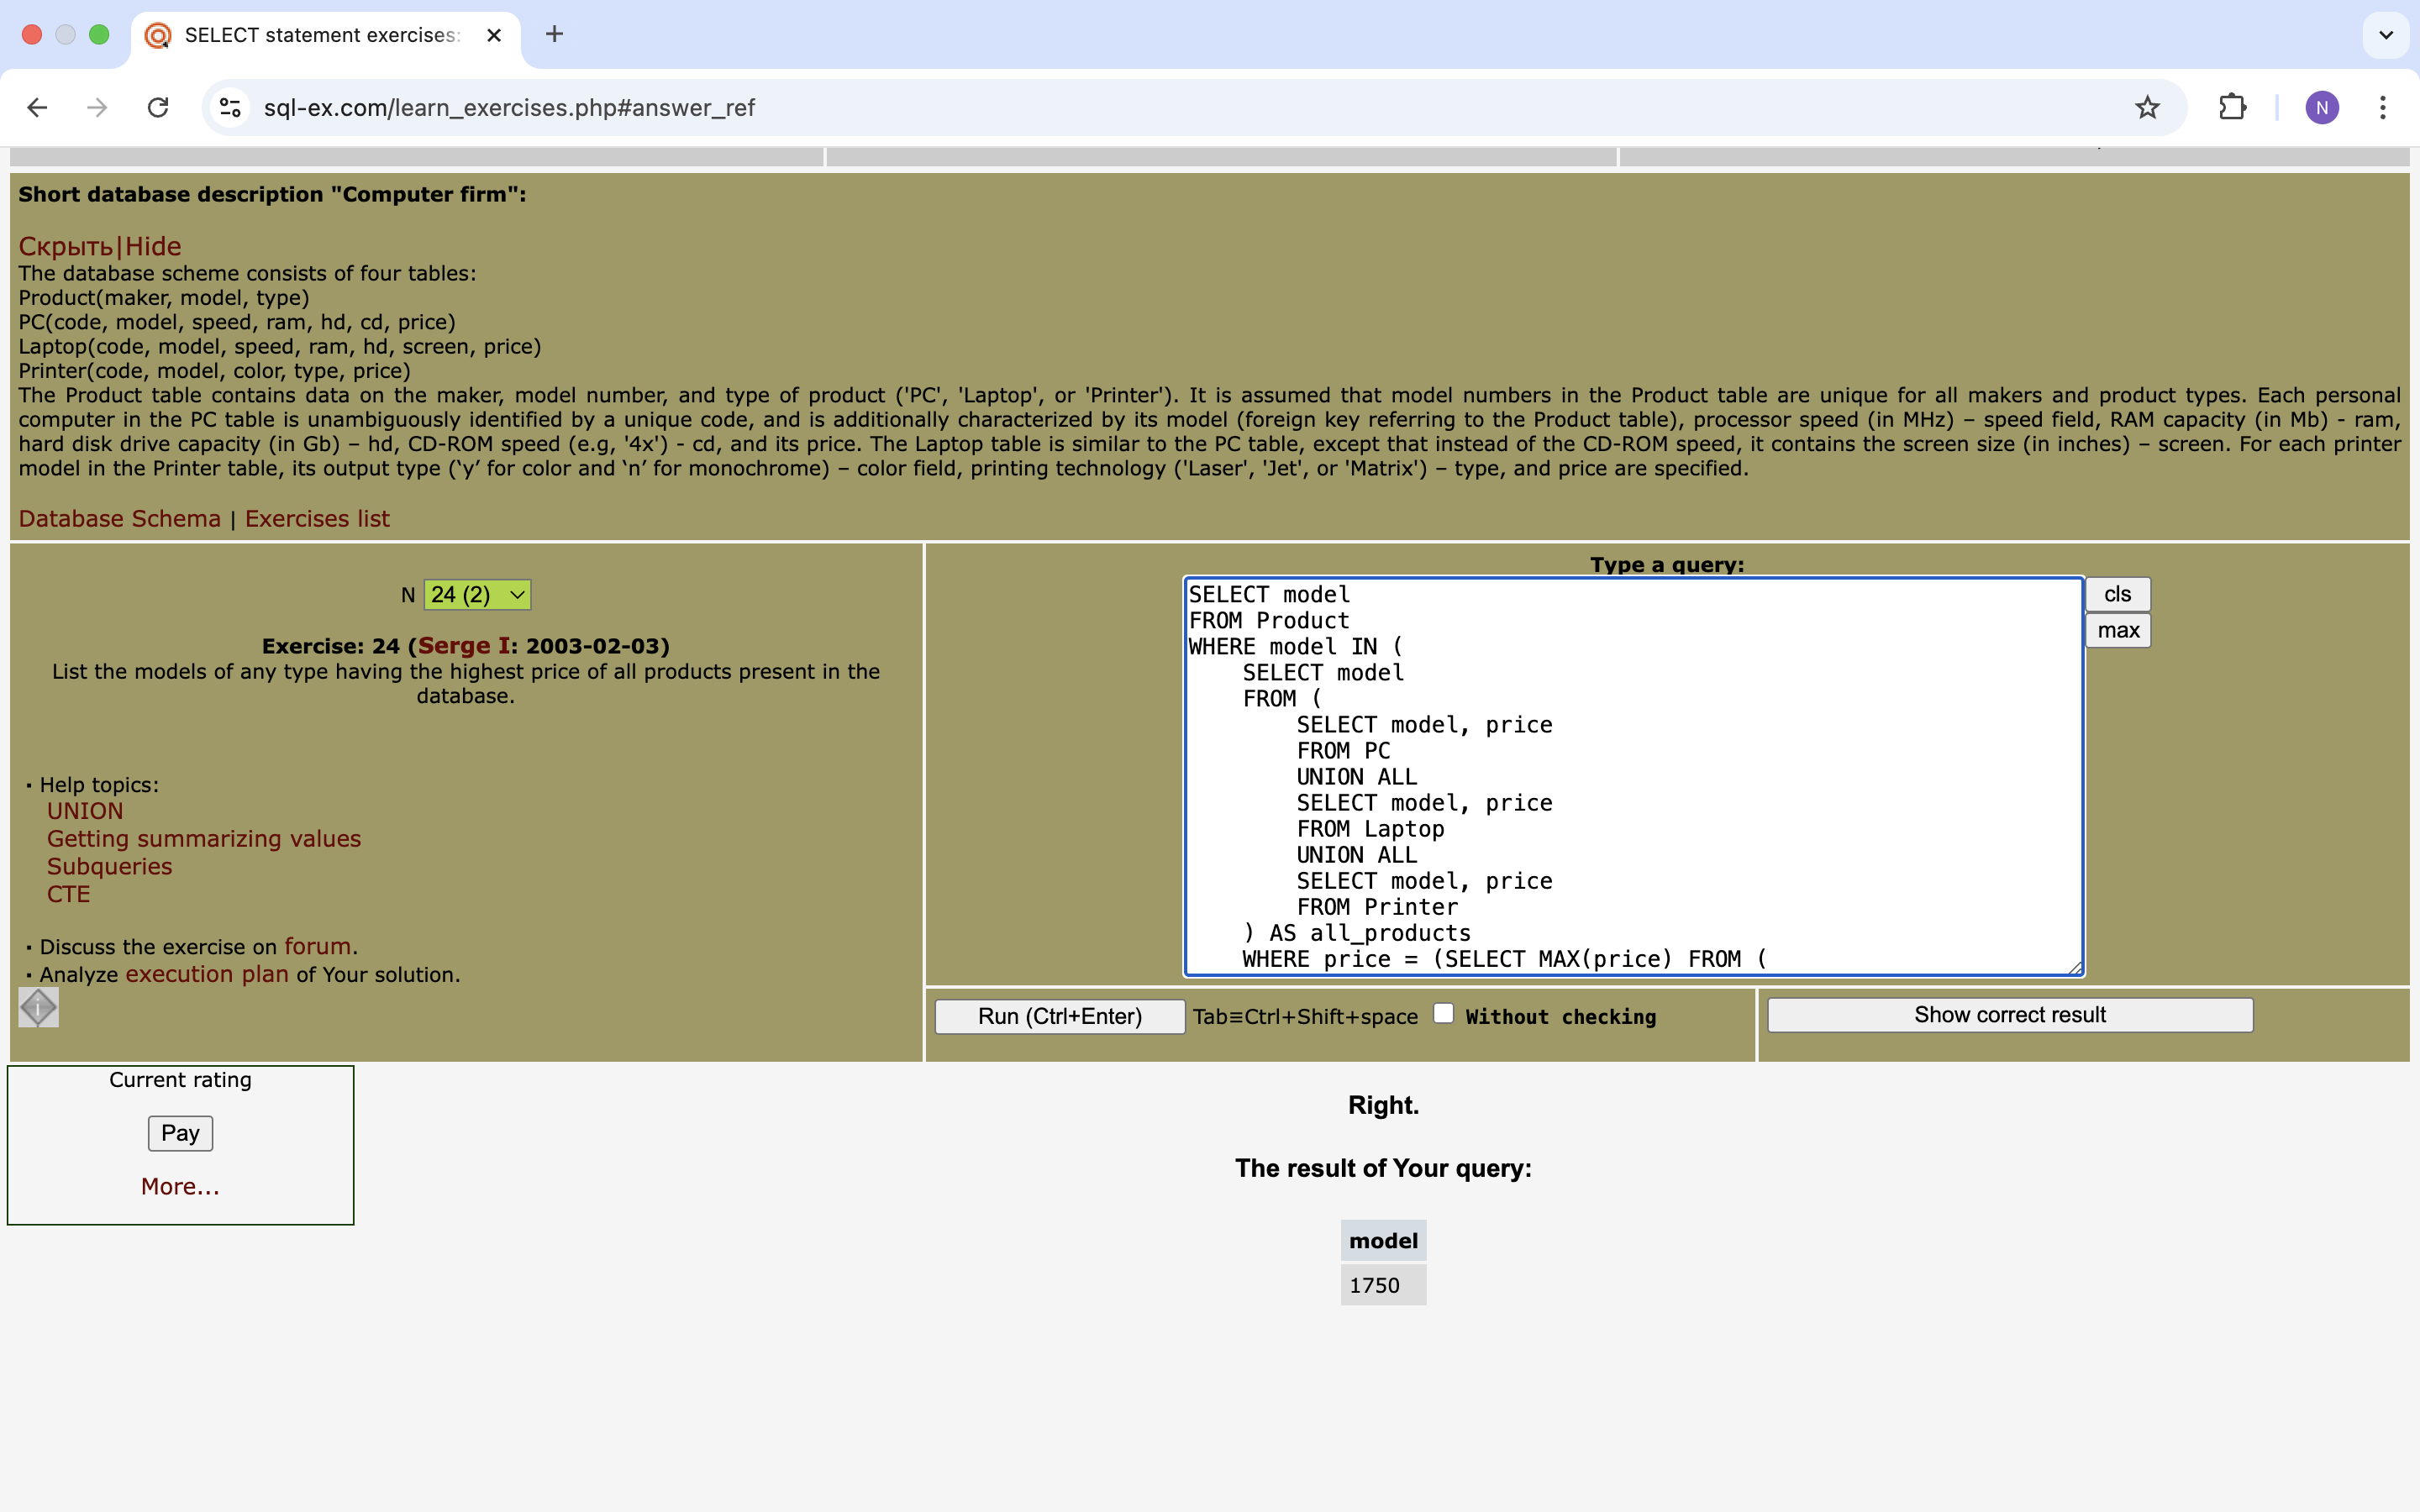 SELECT statement exercises:
sql-ex.com/learn_exercises.php#answer_ref
N
Short database description "Computer firm":
Скрыть|Hide
The database scheme consists of four tables:
Product(maker, model, type)
PC(code, model, speed, ram, hd, cd, price)
Laptop(code, model, speed, ram, hd, screen, price)
Printer(code, model, color, type, price)
The Product table contains data on the maker, model number, and type of product ('PC', 'Laptop', or 'Printer'). It is assumed that model numbers in the Product table are unique for all makers and product types. Each personal
computer in the PC table is unambiguously identified by a unique code, and is additionally characterized by its model (foreign key referring to the Product table), processor speed (in MHz) – speed field, RAM capacity (in Mb) - ram,
hard disk drive capacity (in Gb) – hd, CD-ROM speed (e.g, '4x') - cd, and its price. The Laptop table is similar to the PC table, except that instead of the CD-ROM speed, it contains the screen size (in inches) – screen. For each printer
model in the Printer table, its output type (‘y’ for color and ‘n’ for monochrome) – color field, printing technology ('Laser', 'Jet', or 'Matrix') – type, and price are specified.
Database Schema | Exercises list
N 24 (2)
Exercise: 24 (Serge I: 2003-02-03)
List the models of any type having the highest price of all products present in the
database.
▪ Help topics:
UNION
Getting summarizing values
Subqueries
CTE
▪ Discuss the exercise on forum.
▪ Analyze execution plan of Your solution.
Type a query:
SELECT model
FROM Product
WHERE model IN (
SELECT model
FROM (
SELECT model, price
FROM PC
UNION ALL
SELECT model, price
FROM Laptop
UNION ALL
SELECT model, price
FROM Printer
) AS all_products
WHERE price = (SELECT MAX(price) FROM (
cls
max
Run (Ctrl+Enter) Tab≡Ctrl+Shift+space Without checking
Show correct result
Current rating
Pay
More...
Right.
The result of Your query:
model
1750